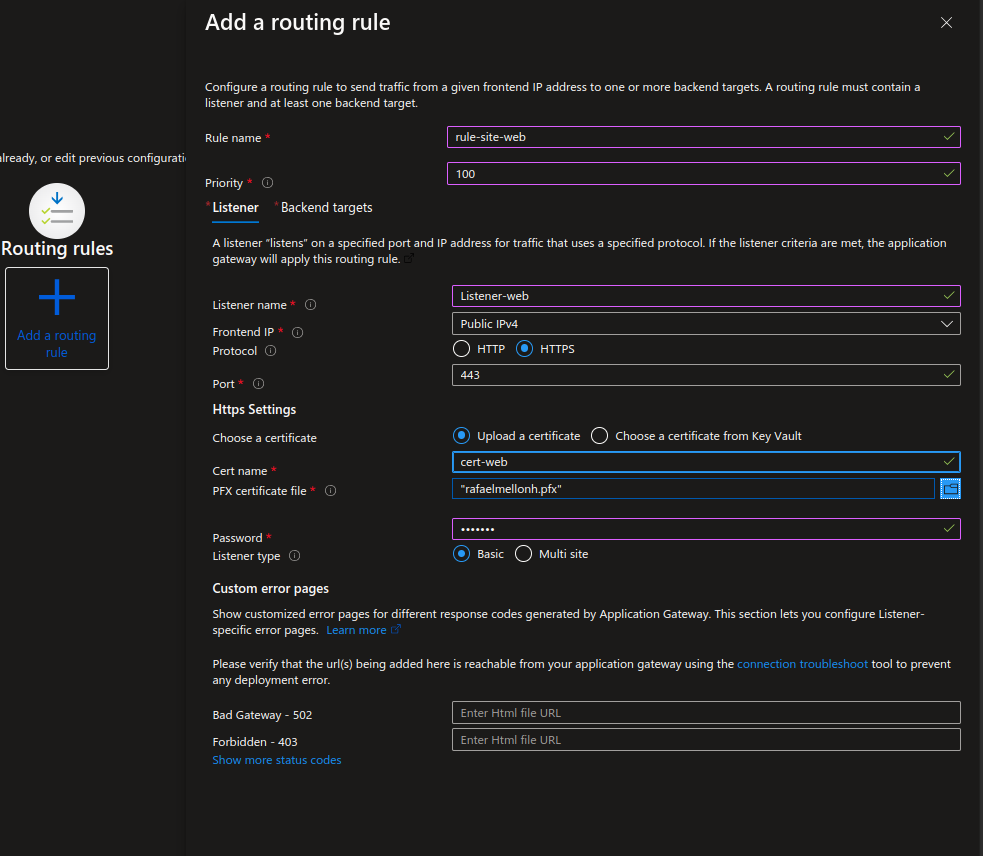 Add a routing rule
Configure a routing rule to send traffic from a given frontend IP address to one or more backend targets. A routing rule must contain a
listener and at least one backend target.
Rule name *
rule-site-web
already, or edit previous configurati
Priority *
100
* Listener
* Backend targets
A listener “listens” on a specified port and IP address for traffic that uses a specified protocol. If the listener criteria are met, the application
gateway will apply this routing rule.
Routing rules
Add a routing
rule
Listener name *
Listener-web
Frontend IP *
Public IPv4
Protocol
HTTP
HTTPS
Port *
443
Https Settings
Choose a certificate
Upload a certificate
Choose a certificate from Key Vault
Cert name *
cert-web
PFX certificate file *
"rafaelmellonh.pfx"
Password *
•••••••
Listener type
Basic
Multi site
Custom error pages
Show customized error pages for different response codes generated by Application Gateway. This section lets you configure Listener-
specific error pages. Learn more
Please verify that the url(s) being added here is reachable from your application gateway using the connection troubleshoot tool to prevent
any deployment error.
Bad Gateway - 502
Enter Html file URL
Forbidden - 403
Enter Html file URL
Show more status codes